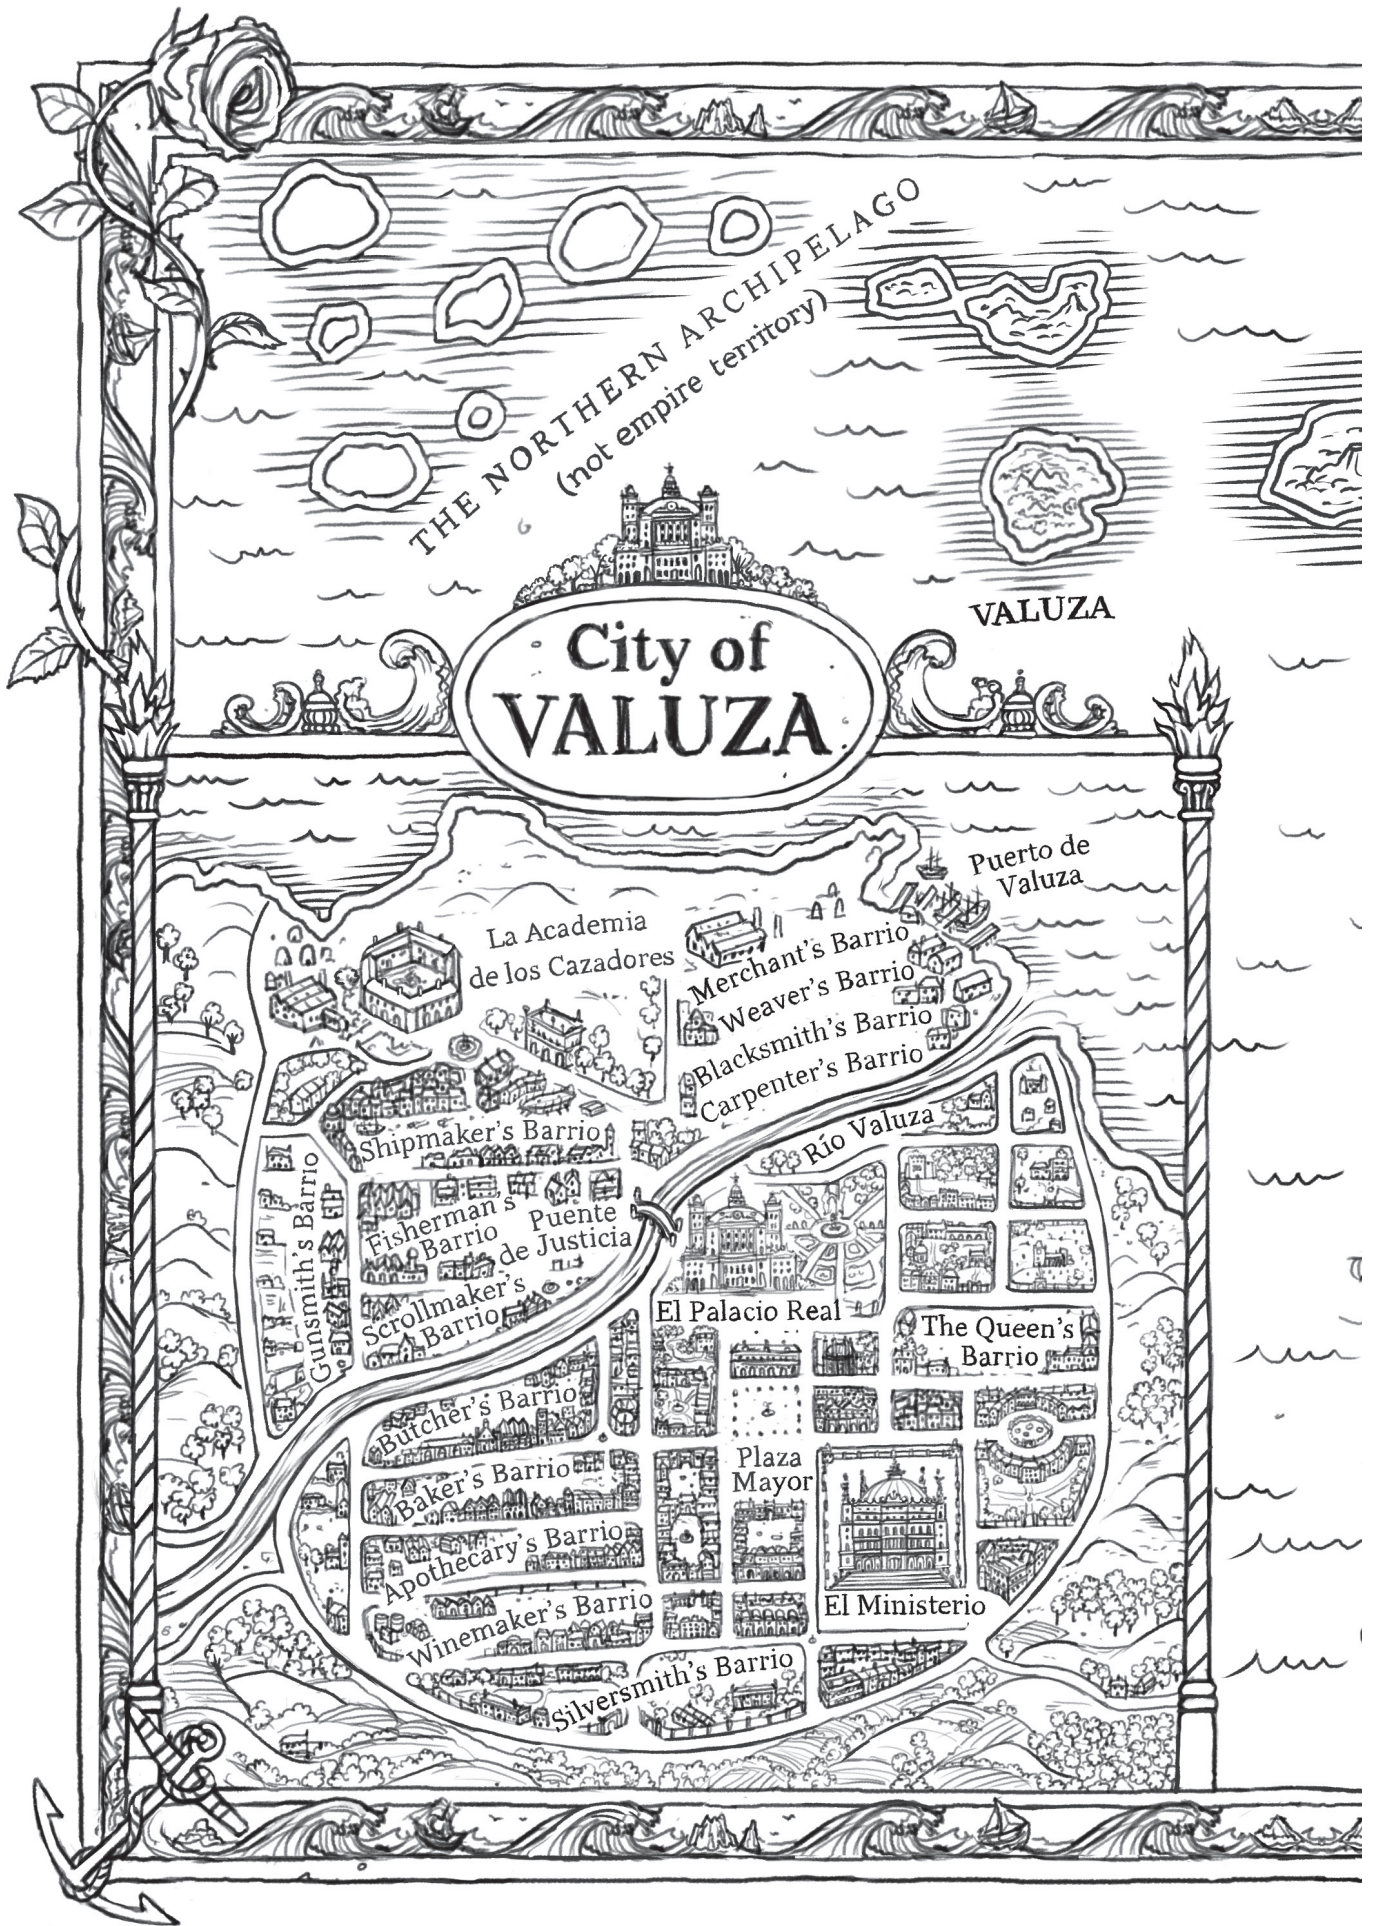 THE NORTHERN ARCHIPELAGO
(not empire territory)
VALUZA
City of
VALUZA
Puerto de
Valuza
La Academia
de los Cazadores
Merchant's Barrio
Weaver's Barrio
Blacksmith's Barrio
Carpenter's Barrio
Río Valuza
Shipmaker's Barrio
Gunsmith's Barrio
Fisherman's
Barrio
Puente
de Justicia
Scrollmaker's
Barrio
El Palacio Real
The Queen's
Barrio
Butcher's Barrio
Baker's Barrio
Plaza
Mayor
Apothecary's Barrio
Winemaker's Barrio
El Ministerio
Silversmith's Barrio